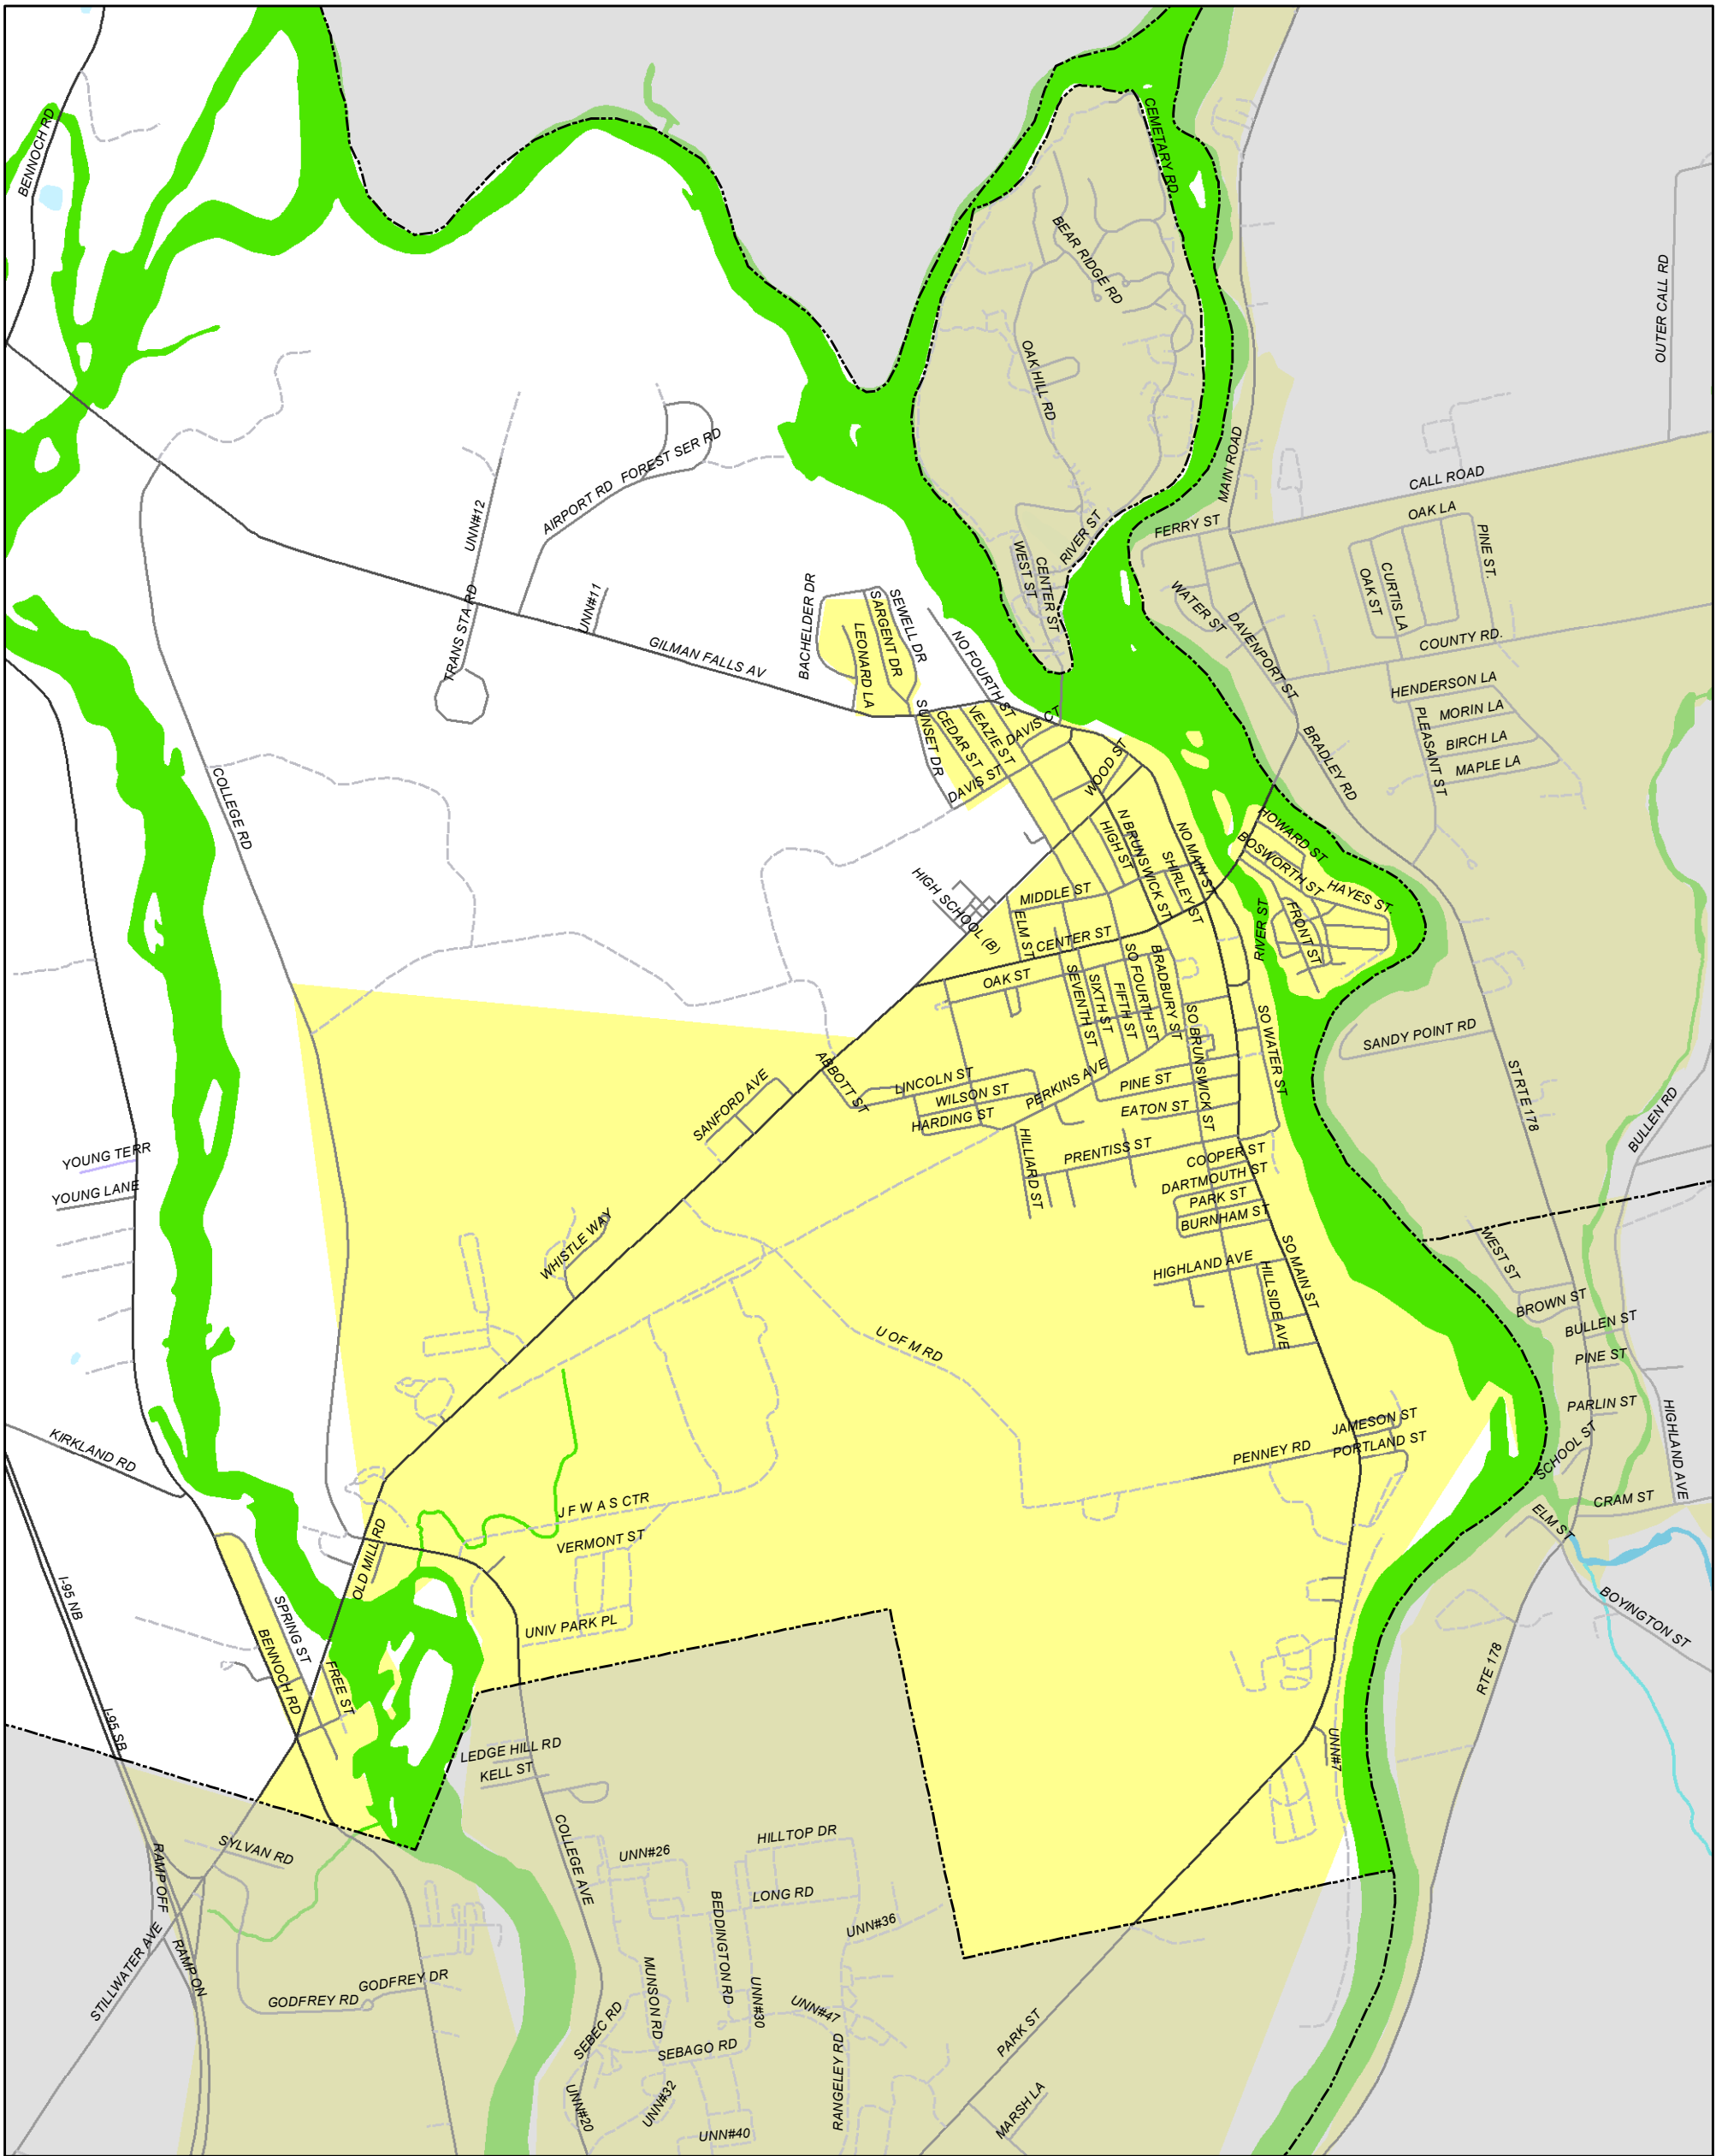 BENNOCH RD
CEMETARY RD
BEAR RIDGE RD
OUTER CALL RD
OAK HILL RD
MAIN ROAD
CALL ROAD
FOREST SER RD
AIRPORT RD
UNN#12
OAK LA
PINE ST.
FERRY ST
RIVER ST
WEST ST
CENTER ST
CURTIS LA
OAK ST
WATER ST
UNN#11
BACHELDER DR
SARGENT DR
SEWELL DR
LEONARD LA
TRANS STA RD
GILMAN FALLS AV
NO FOURTH ST
DAVENPORT ST
COUNTY RD.
HENDERSON LA
MORIN LA
PLEASANT ST
BIRCH LA
MAPLE LA
SUNSET DR
CEDAR ST
VEAZIE ST
DAVIS CT
DAVIS ST
WOOD ST
BRADLEY RD
COLLEGE RD
HIGH ST
N BRUNSWICK ST
NO MAIN ST
SHIRLEY ST
HOWARD ST
BOSWORTH ST
HAYES ST.
FRONT ST
RIVER ST
HIGH SCHOOL (B)
MIDDLE ST
ELM ST
CENTER ST
OAK ST
SEVENTH ST
SIXTH ST
FIFTH ST
SO FOURTH ST
BRADBURY ST
SO BRUNSWICK ST
SO WATER ST
SANDY POINT RD
ST RTE 178
BULLEN RD
ABBOTT ST
SANFORD AVE
LINCOLN ST
WILSON ST
HARDING ST
PERKINS AVE
PINE ST
EATON ST
HILLIARD ST
PRENTISS ST
COOPER ST
DARTMOUTH ST
PARK ST
BURNHAM ST
YOUNG TERR
YOUNG LANE
WHISTLE WAY
HIGHLAND AVE
HILLSIDE AVE
SO MAIN ST
WEST ST
BROWN ST
BULLEN ST
PINE ST
PARLIN ST
SCHOOL ST
HIGHLAND AVE
CRAM ST
ELM ST
BOYINGTON ST
U OF M RD
JAMESON ST
PORTLAND ST
PENNEY RD
KIRKLAND RD
J F W A S CTR
VERMONT ST
OLD MILL RD
UNIV PARK PL
I-95 NB
I-95 SB
SPRING ST
BENNOCH RD
FREE ST
RTE 178
UNN#7
LEDGE HILL RD
KELL ST
COLLEGE AVE
SYLVAN RD
RAMP OFF
RAMP ON
STILLWATER AVE
GODFREY DR
GODFREY RD
UNN#26
HILLTOP DR
LONG RD
UNN#36
BEDDINGTON RD
MUNSON RD
UNN#30
UNN#47
SEBEC RD
SEBAGO RD
RANGELEY RD
UNN#32
UNN#20
UNN#40
PARK ST
MARSH LA